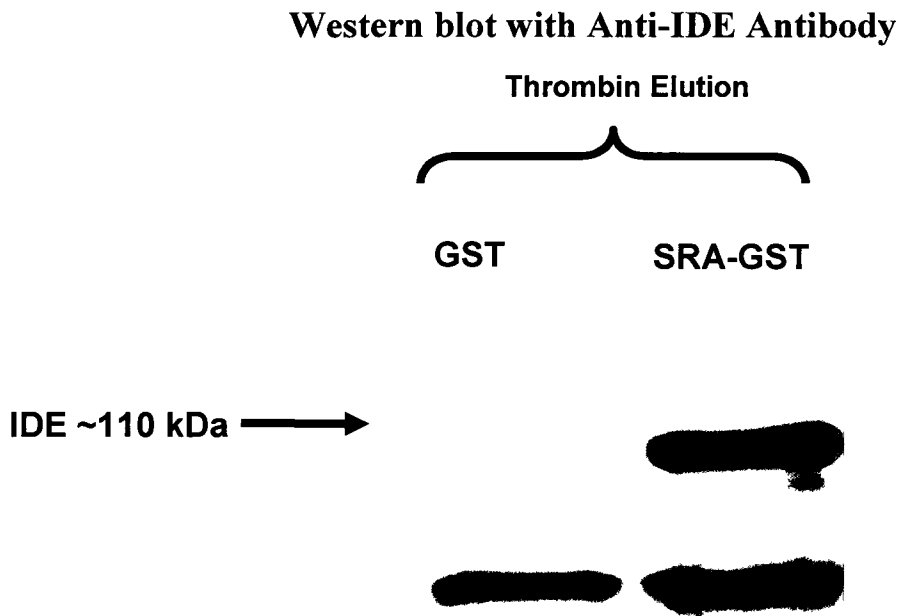 Western blot with Anti-IDE Antibody
Thrombin Elution
GST SRA-GST
IDE ~110 kDa